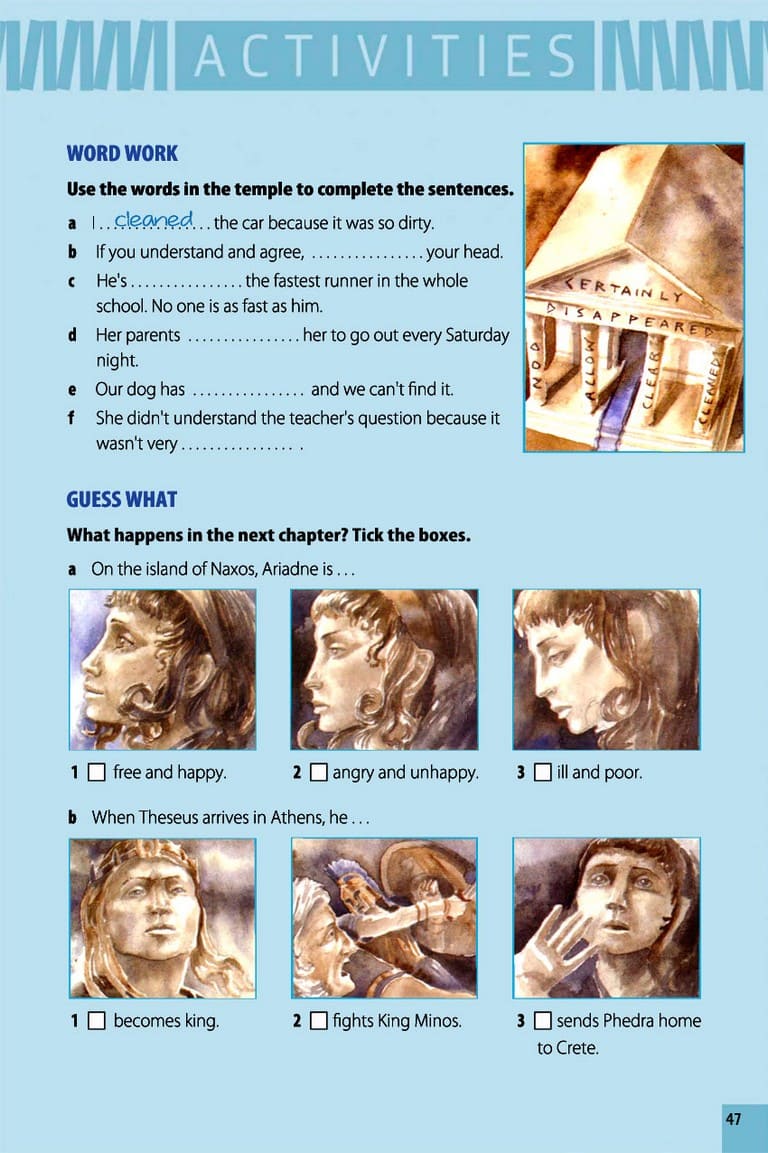 ACTIVITIES
WORD WORK
Use the words in the temple to complete the sentences.
a I . . cleaned . . . the car because it was so dirty.
b If you understand and agree, . . . . . . . . . . . . . . . . your head.
c He's . . . . . . . . . . . . . . . . the fastest runner in the whole
school. No one is as fast as him.
d Her parents . . . . . . . . . . . . . . . . her to go out every Saturday
night.
e Our dog has . . . . . . . . . . . . . . . . and we can't find it.
f She didn't understand the teacher's question because it
wasn't very . . . . . . . . . . . . . . . . .
CERTAINLY
DISAPPEARED
NOD
ALLOW
CLEAR
CLEANED
GUESS WHAT
What happens in the next chapter? Tick the boxes.
a On the island of Naxos, Ariadne is . . .
1 free and happy.
2 angry and unhappy.
3 ill and poor.
b When Theseus arrives in Athens, he . . .
1 becomes king.
2 fights King Minos.
3 sends Phedra home
to Crete.
47